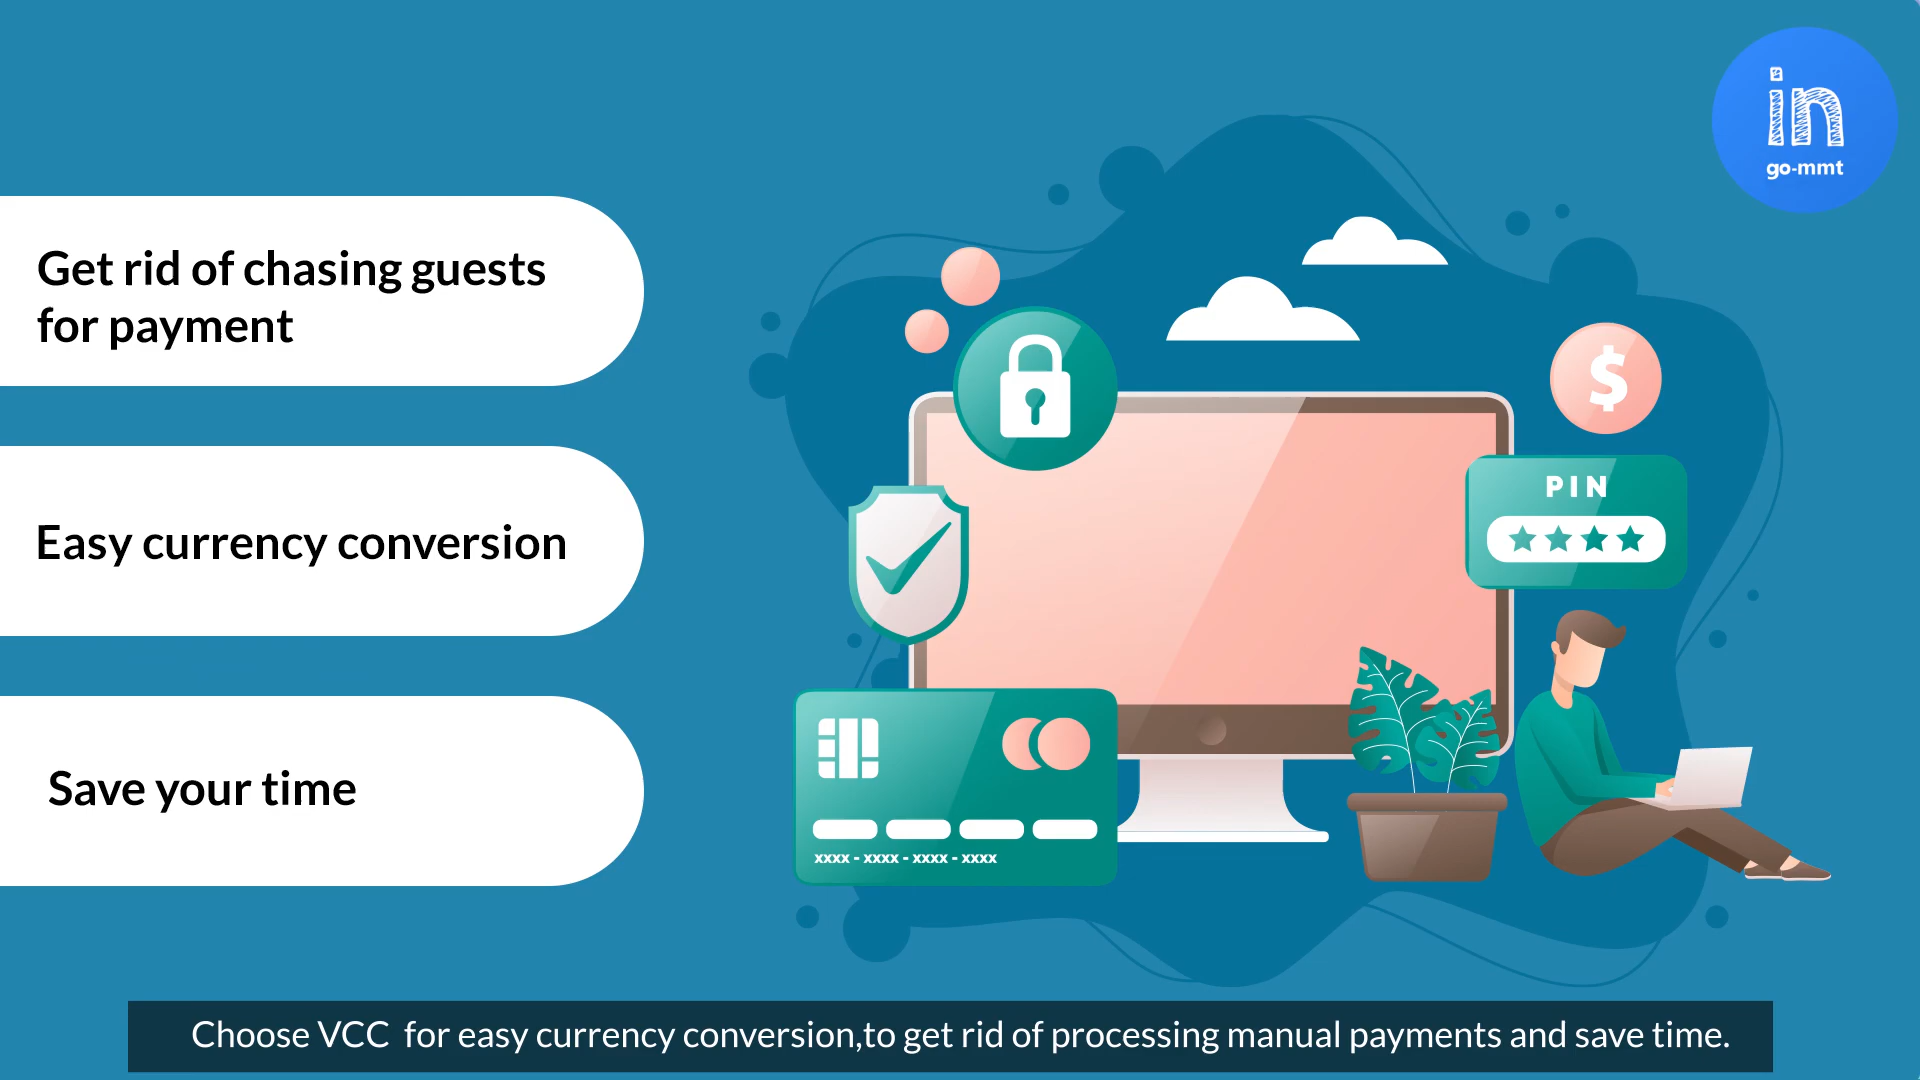 in
go-mmt
Get rid of chasing guests
for payment
Easy currency conversion
Save your time
$
PIN
xxxx - xxxx - xxxx - xxxx
Choose VCC  for easy currency conversion,to get rid of processing manual payments and save time.